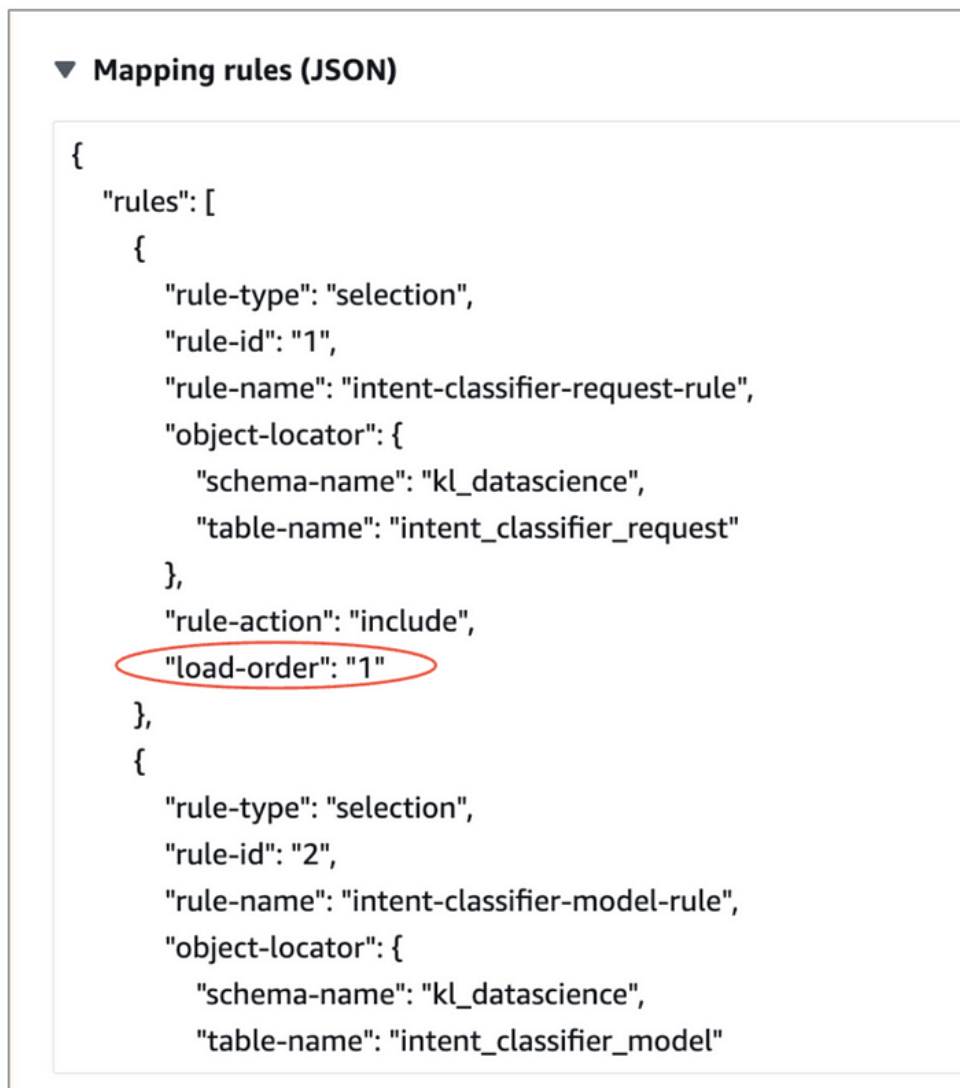 Mapping rules (JSON)
{
"rules": [
{
"rule-type": "selection",
"rule-id": "1",
"rule-name": "intent-classifier-request-rule",
"object-locator": {
"schema-name": "kl_datascience",
"table-name": "intent_classifier_request"
},
"rule-action": "include",
"load-order": "1"
},
{
"rule-type": "selection",
"rule-id": "2",
"rule-name": "intent-classifier-model-rule",
"object-locator": {
"schema-name": "kl_datascience",
"table-name": "intent_classifier_model"